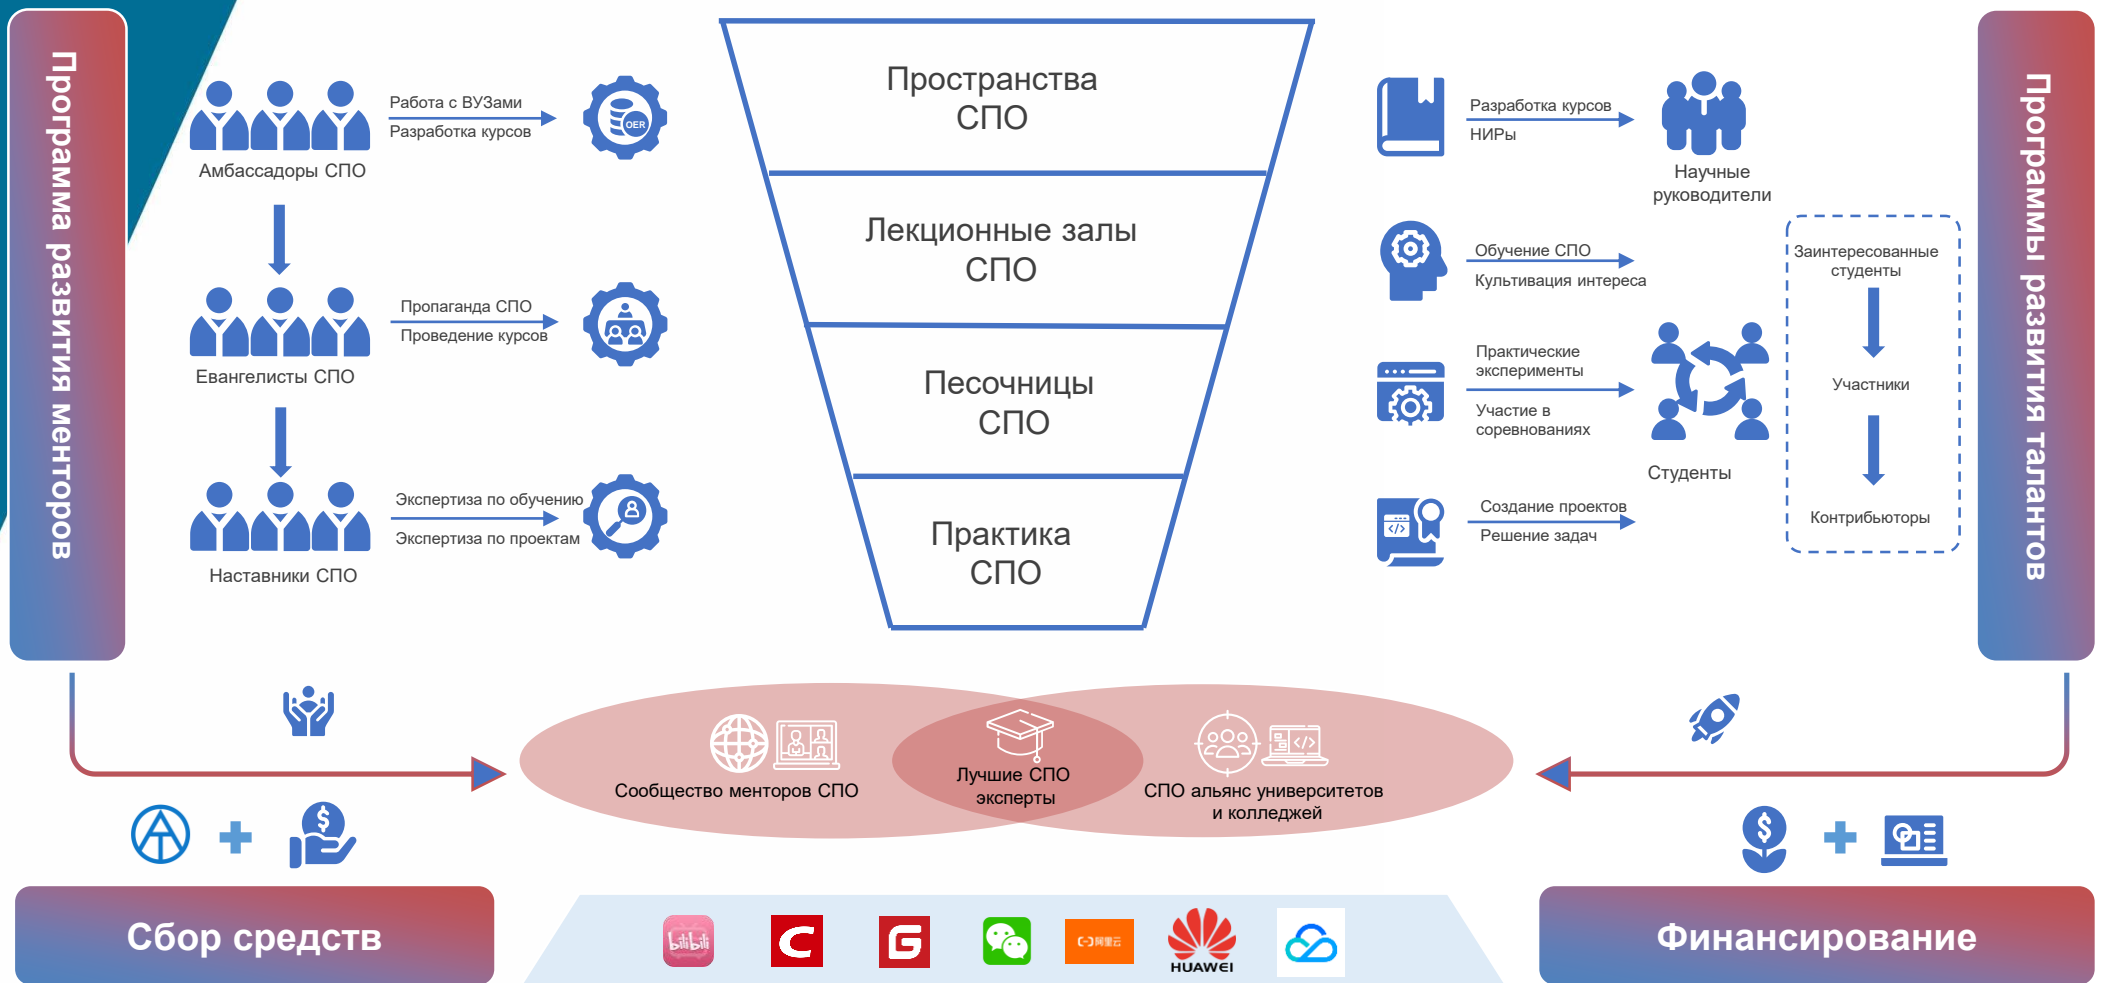 Программа развития менторов
Амбассадоры СПО
Работа с ВУЗами
Разработка курсов
OER
Евангелисты СПО
Пропаганда СПО
Проведение курсов
Наставники СПО
Экспертиза по обучению
Экспертиза по проектам
Пространства
СПО
Лекционные залы
СПО
Песочницы
СПО
Практика
СПО
Разработка курсов
НИРы
Научные
руководители
Обучение СПО
Культивация интереса
Практические
эксперименты
Участие в
соревнованиях
Студенты
Создание проектов
Решение задач
Заинтересованные
студенты
Участники
Контрибьюторы
Программы развития талантов
Сообщество менторов СПО
Лучшие СПО
эксперты
СПО альянс университетов
и колледжей
Сбор средств
bilibili
C
G
阿里云
HUAWEI
Финансирование